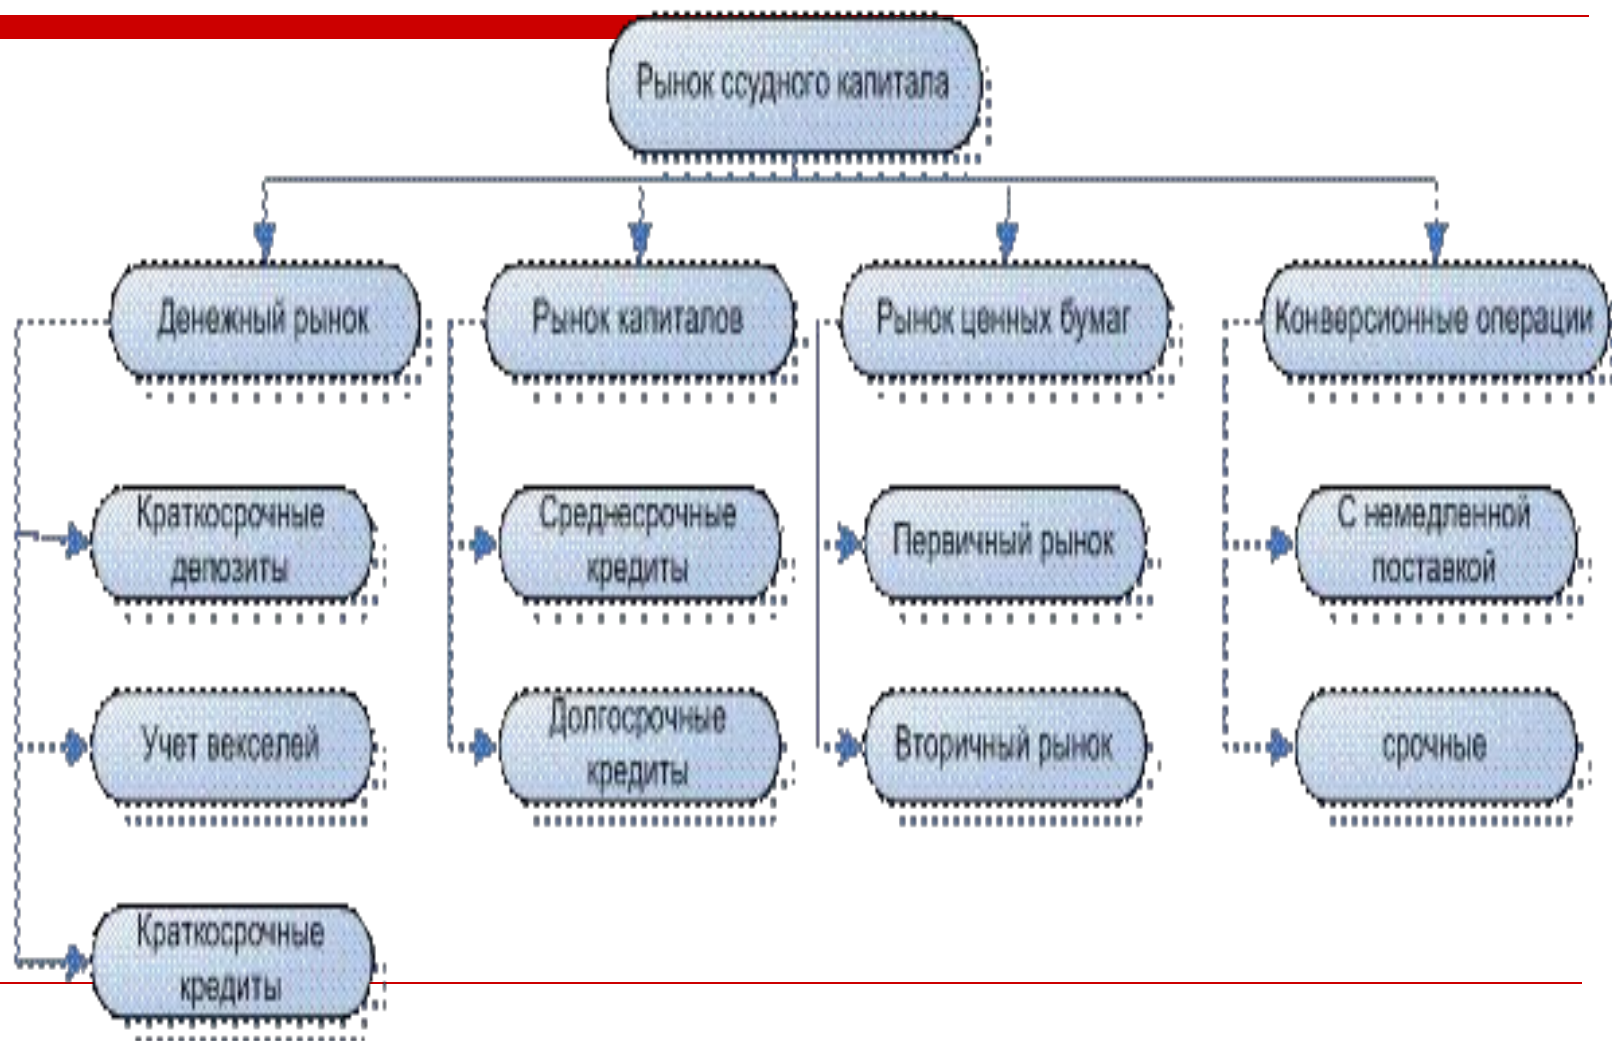 Рынок ссудного капитала
Денежный рынок
Рынок капиталов
Рынок ценных бумаг
Конверсионные операции
Краткосрочные
депозиты
Среднесрочные
кредиты
Первичный рынок
С немедленной
поставкой
Учет векселей
Долгосрочные
кредиты
Вторичный рынок
срочные
Краткосрочные
кредиты